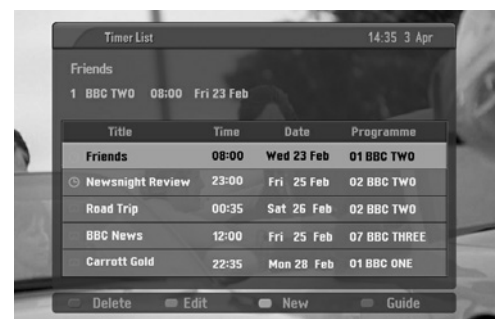 Timer List 14:35 3 Apr
Friends
1 BBC TWO 08:00 Fri 23 Feb
Title Time Date Programme
Friends 08:00 Wed 23 Feb 01 BBC TWO
Newsnight Review 23:00 Fri 25 Feb 02 BBC TWO
Road Trip 00:35 Sat 26 Feb 02 BBC TWO
BBC News 12:00 Fri 25 Feb 07 BBC THREE
Carrott Gold 22:35 Mon 28 Feb 01 BBC ONE
Delete Edit New Guide